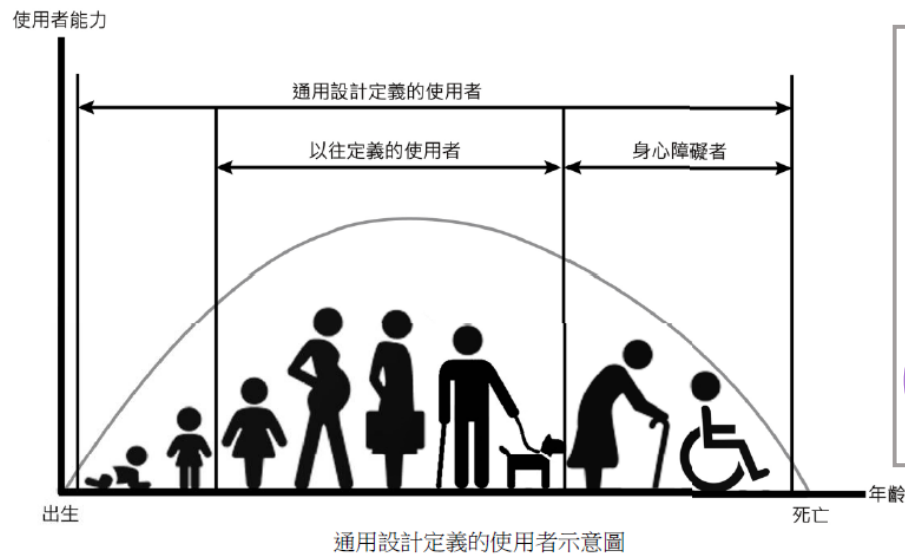 使用者能力
通用設計定義的使用者
以往定義的使用者
身心障礙者
年齡
出生
死亡
通用設計定義的使用者示意圖